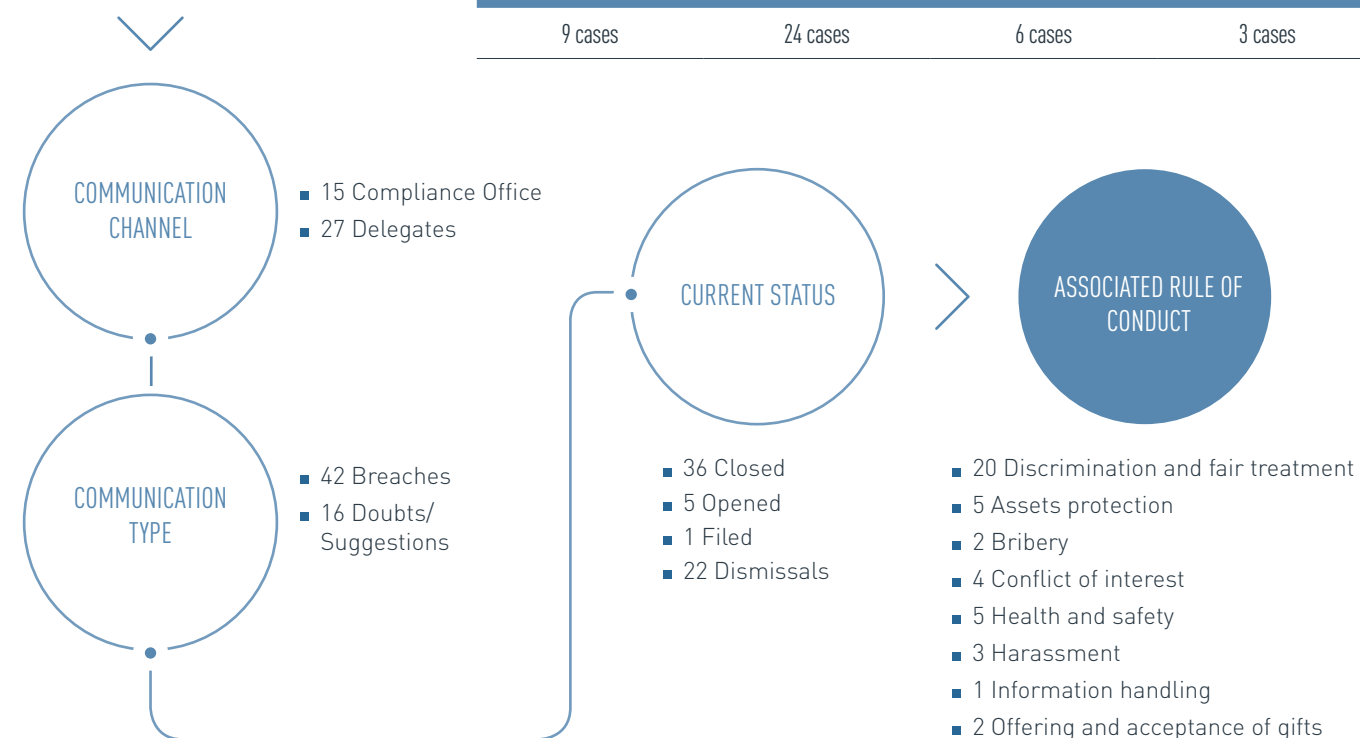 9 cases 24 cases 6 cases 3 cases
COMMUNICATION
CHANNEL
15 Compliance Office
27 Delegates
COMMUNICATION
TYPE
42 Breaches
16 Doubts/
Suggestions
CURRENT STATUS
36 Closed
5 Opened
1 Filed
22 Dismissals
ASSOCIATED RULE OF
CONDUCT
20 Discrimination and fair treatment
5 Assets protection
2 Bribery
4 Conflict of interest
5 Health and safety
3 Harassment
1 Information handling
2 Offering and acceptance of gifts